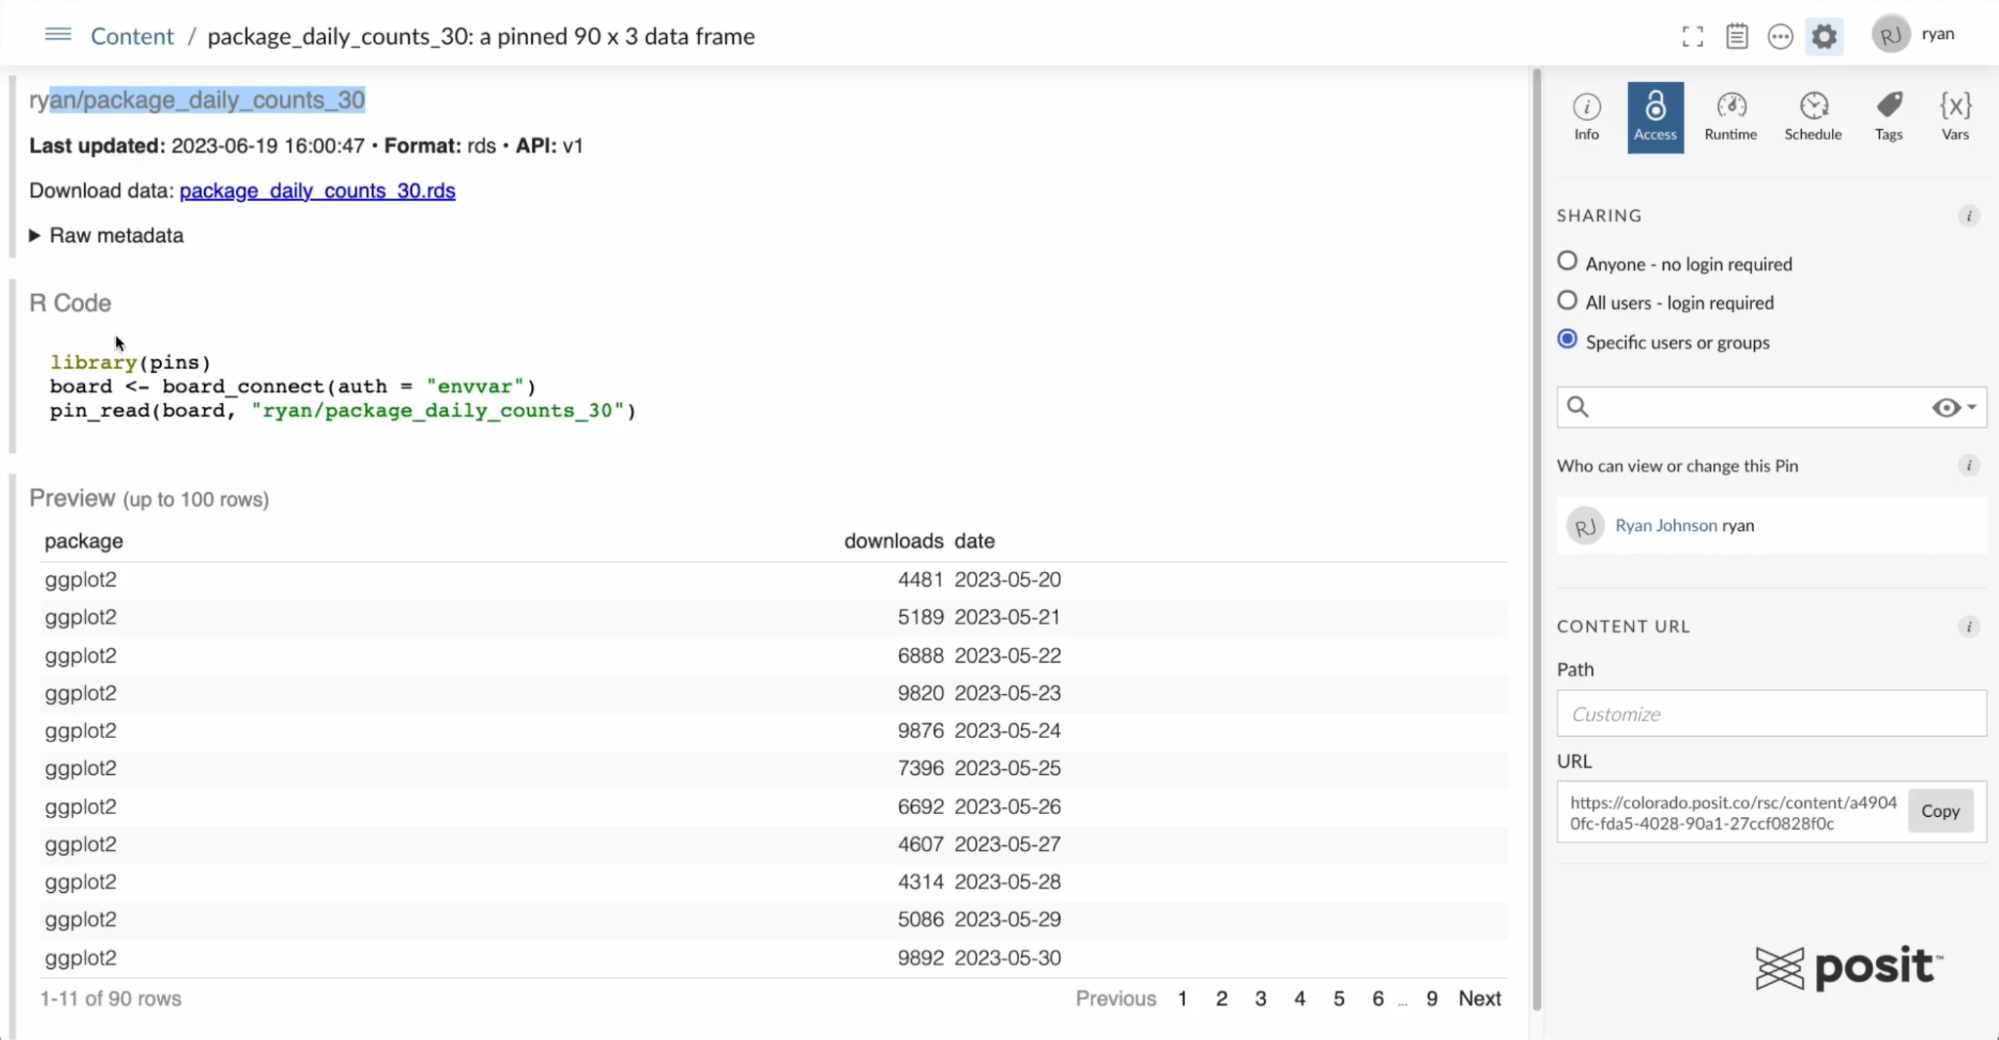 Content / package_daily_counts_30: a pinned 90 x 3 data frame
RJ ryan
ryan/package_daily_counts_30
Last updated: 2023-06-19 16:00:47 • Format: rds • API: v1
Download data: package_daily_counts_30.rds
▶ Raw metadata
R Code
library(pins)
board <- board_connect(auth = "envvar")
pin_read(board, "ryan/package_daily_counts_30")
Preview (up to 100 rows)
package downloads date
ggplot2 4481 2023-05-20
ggplot2 5189 2023-05-21
ggplot2 6888 2023-05-22
ggplot2 9820 2023-05-23
ggplot2 9876 2023-05-24
ggplot2 7396 2023-05-25
ggplot2 6692 2023-05-26
ggplot2 4607 2023-05-27
ggplot2 4314 2023-05-28
ggplot2 5086 2023-05-29
ggplot2 9892 2023-05-30
1-11 of 90 rows
Previous 1 2 3 4 5 6 ... 9 Next
Info Access Runtime Schedule Tags {x} Vars
SHARING
Anyone - no login required
All users - login required
Specific users or groups
Who can view or change this Pin
RJ Ryan Johnson ryan
CONTENT URL
Path
Customize
URL
https://colorado.posit.co/rsc/content/a4904
0fc-fda5-4028-90a1-27ccf0828f0c
Copy
posit™